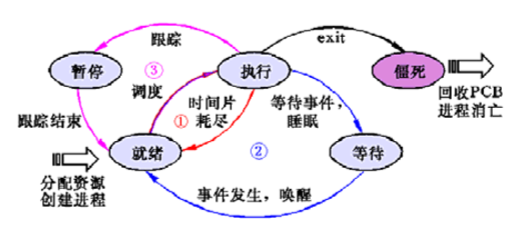 跟踪
exit
暂停
③
执行
僵死
调度
时间片
耗尽
①
等待事件,
睡眠
回收PCB
进程消亡
跟踪结束
就绪
②
等待
分配资源
创建进程
事件发生，唤醒